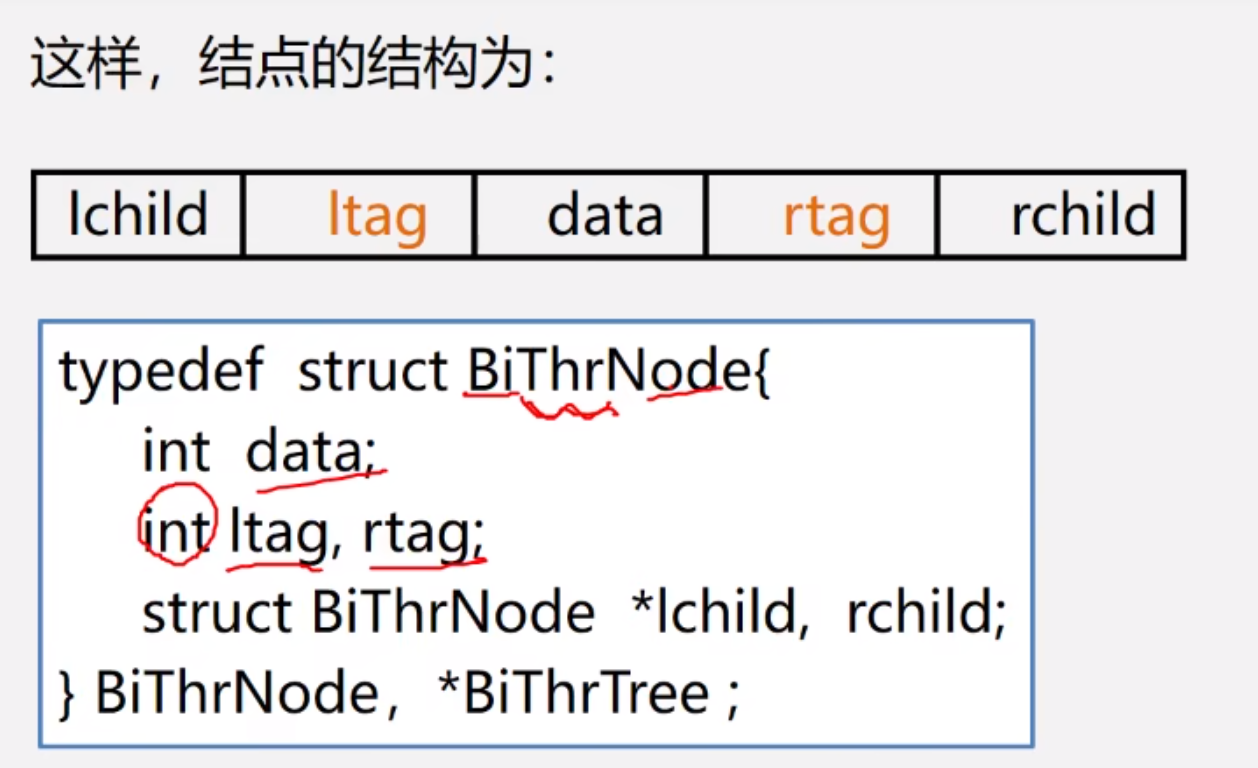 这样，结点的结构为：
lchild ltag data rtag rchild
typedef struct BiThrNode{
int data;
int ltag, rtag;
struct BiThrNode *lchild, rchild;
} BiThrNode, *BiThrTree ;